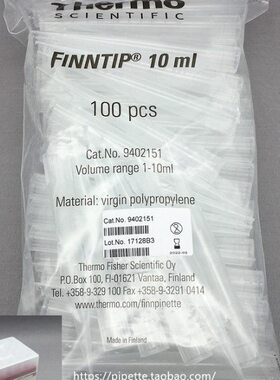 Thermo
SCIENTIFIC
FINNTIP® 10 ml
100 pcs
Cat.No. 9402151
Volume range 1-10ml
Material: virgin polypropylene
Cat.No. 9402151
Lot.No. 17128B3
Thermo Fisher Scientific Oy
P.O.Box 100, FI-01621 Vantaa, Finland
Tel. +358-9-329 100 Fax +358-9-3291 0414
www.thermo.com/finnpipette
Made in Finland
https://pipette.taobao.com/